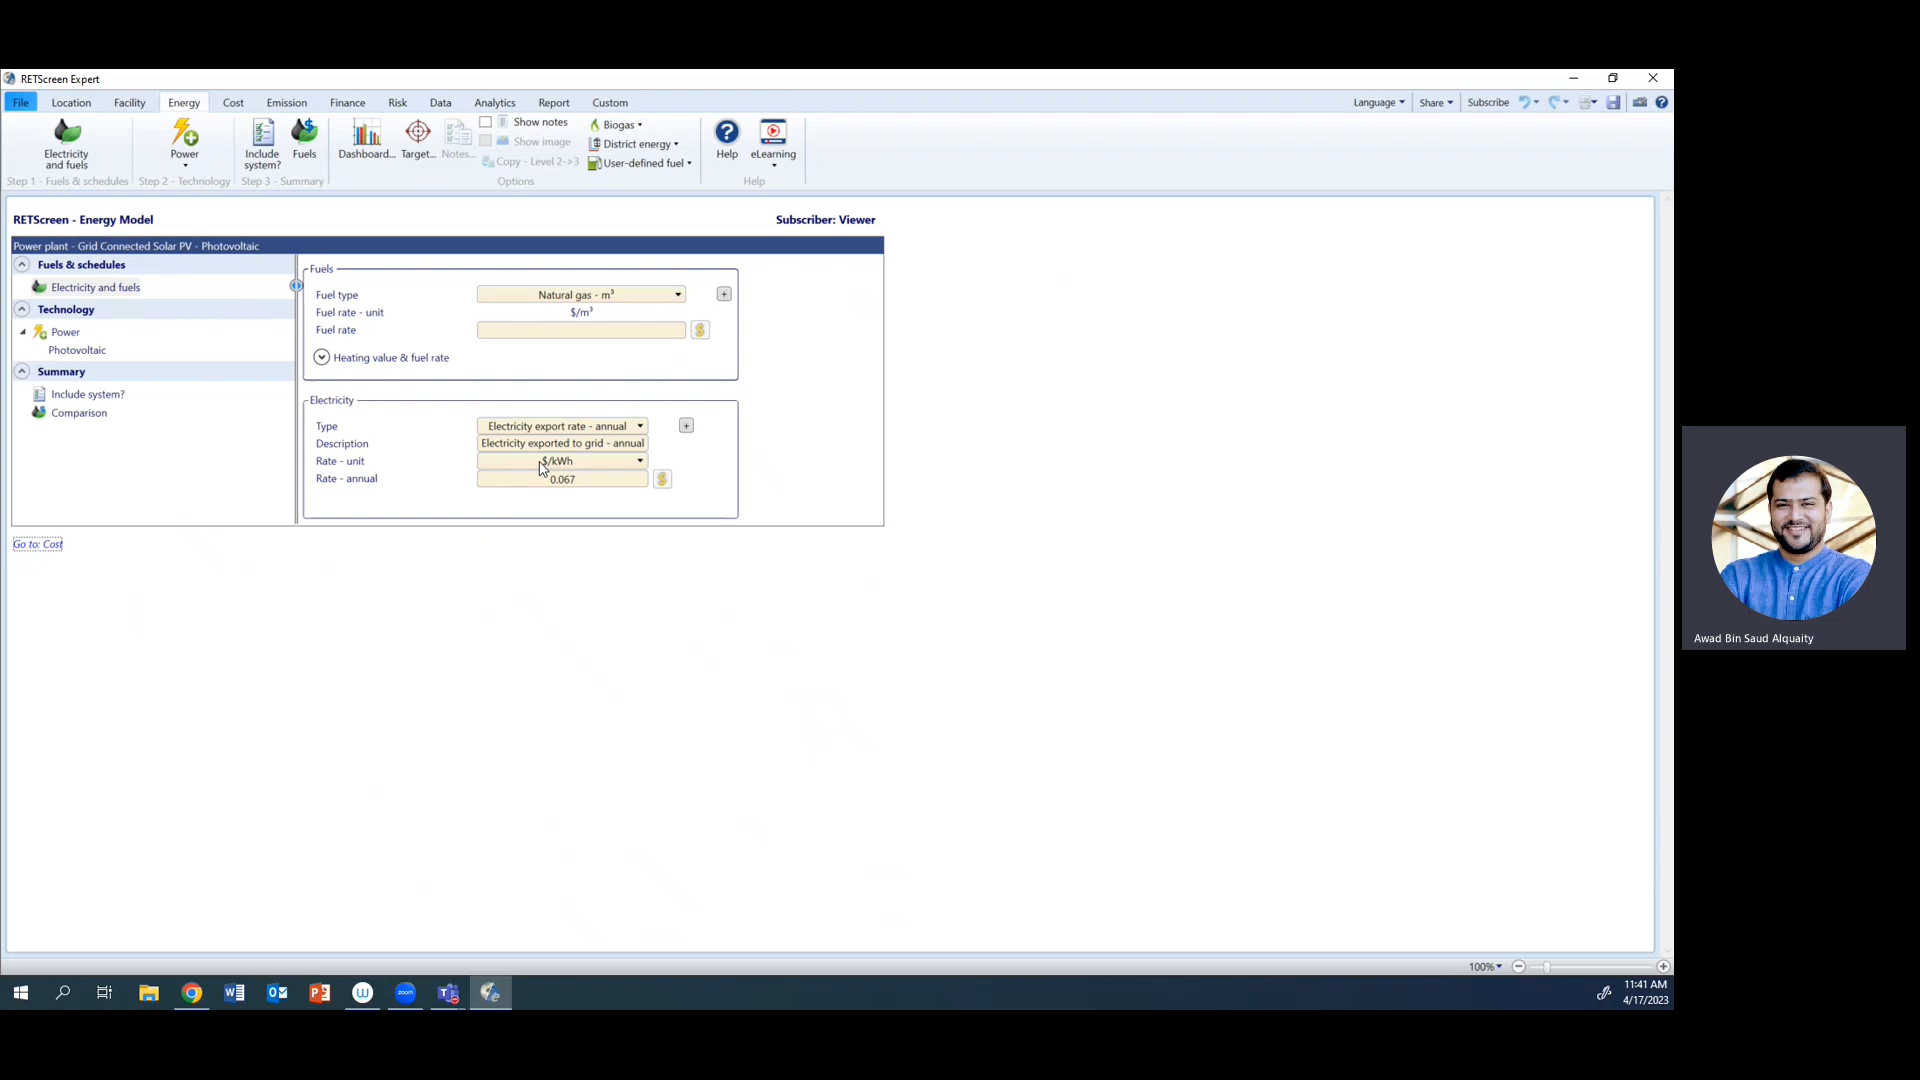 RETScreen Expert
File Location Facility Energy Cost Emission Finance Risk Data Analytics Report Custom
Language Share Subscribe
Electricity and fuels
Power
Include system?
Fuels
Dashboard...
Target...
Notes...
Show notes
Show image
Copy - Level 2->3
Biogas
District energy
User-defined fuel
Help
eLearning
Step 1 - Fuels & schedules
Step 2 - Technology
Step 3 - Summary
Options
Help
RETScreen - Energy Model
Subscriber: Viewer
Power plant - Grid Connected Solar PV - Photovoltaic
Fuels & schedules
Electricity and fuels
Technology
Power
Photovoltaic
Summary
Include system?
Comparison
Fuels
Fuel type Natural gas - m³
Fuel rate - unit $/m³
Fuel rate
Heating value & fuel rate
Electricity
Type Electricity export rate - annual
Description Electricity exported to grid - annual
Rate - unit $/kWh
Rate - annual 0.067
Go to: Cost
Awad Bin Saud Alquaity
100%
zoom
11:41 AM
4/17/2023